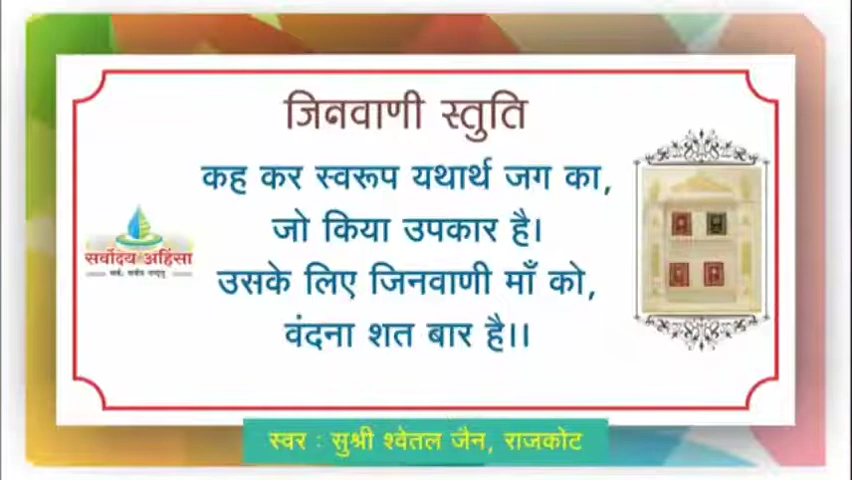 जिनवाणी स्तुति
कह कर स्वरूप यथार्थ जग का,
जो किया उपकार है।
उसके लिए जिनवाणी माँ को,
वंदना शत बार है।।
सर्वोदय अहिंसा
स्वर : सुश्री श्वेतल जैन, राजकोट